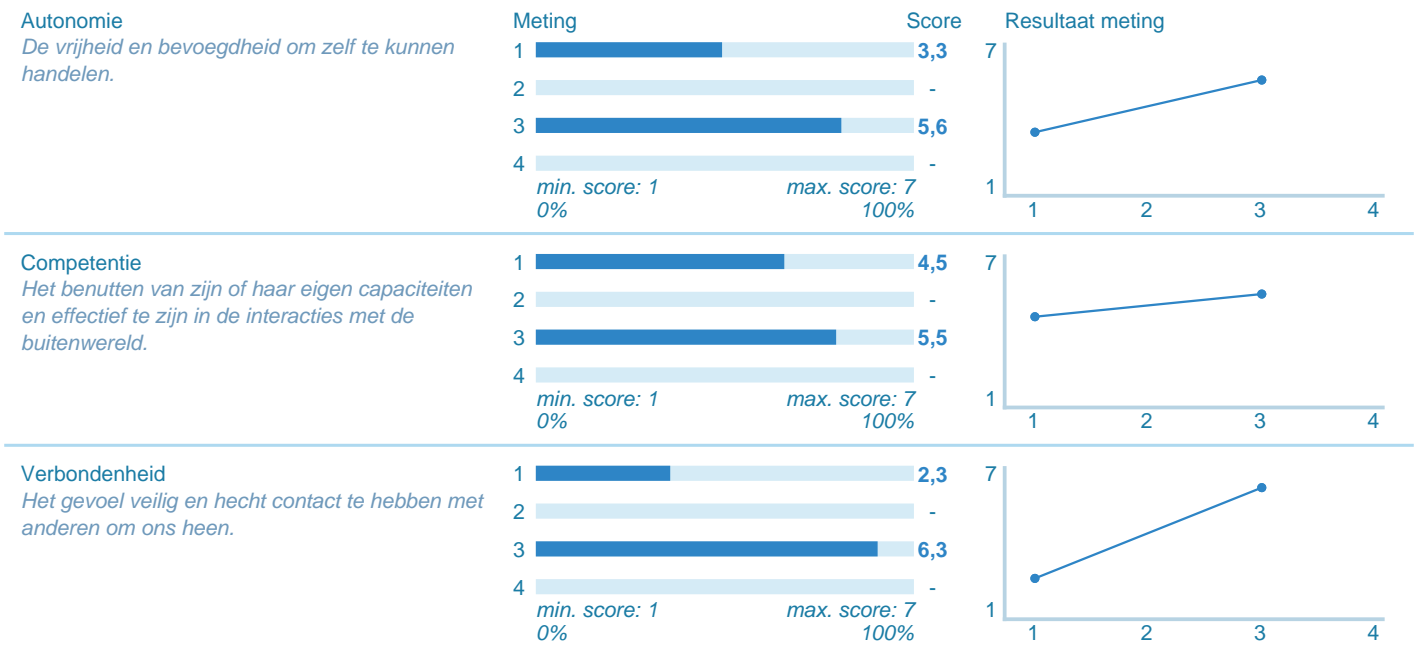 Autonomie
De vrijheid en bevoegdheid om zelf te kunnen
handelen.
Meting Score
1 3,3
2 -
3 5,6
4 -
min. score: 1 max. score: 7
0% 100%
Resultaat meting
7
1
1 2 3 4
Competentie
Het benutten van zijn of haar eigen capaciteiten
en effectief te zijn in de interacties met de
buitenwereld.
1 4,5
2 -
3 5,5
4 -
min. score: 1 max. score: 7
0% 100%
7
1
1 2 3 4
Verbondenheid
Het gevoel veilig en hecht contact te hebben met
anderen om ons heen.
1 2,3
2 -
3 6,3
4 -
min. score: 1 max. score: 7
0% 100%
7
1
1 2 3 4